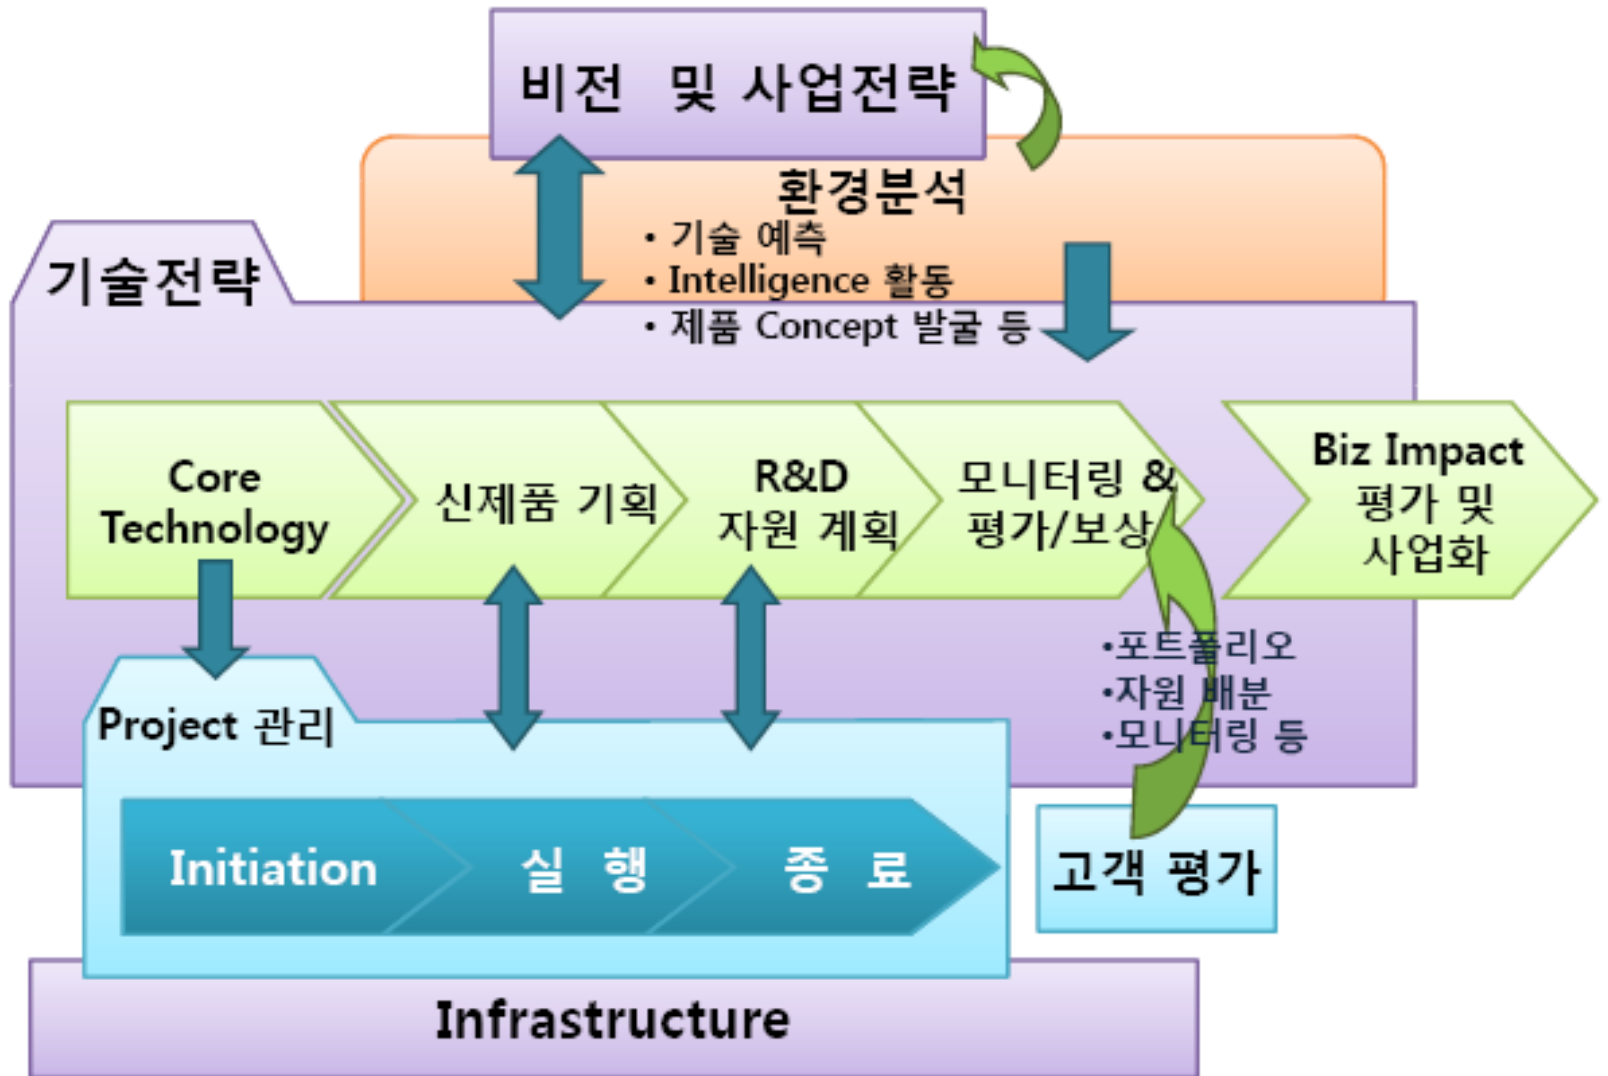 비전 및 사업전략
환경분석
• 기술 예측
• Intelligence 활동
• 제품 Concept 발굴 등
기술전략
Core
Technology
신제품 기획
R&D
자원 계획
모니터링 &
평가/보상
Biz Impact
평가 및
사업화
•포트폴리오
•자원 배분
•모니터링 등
Project 관리
Initiation
실 행
종 료
고객 평가
Infrastructure